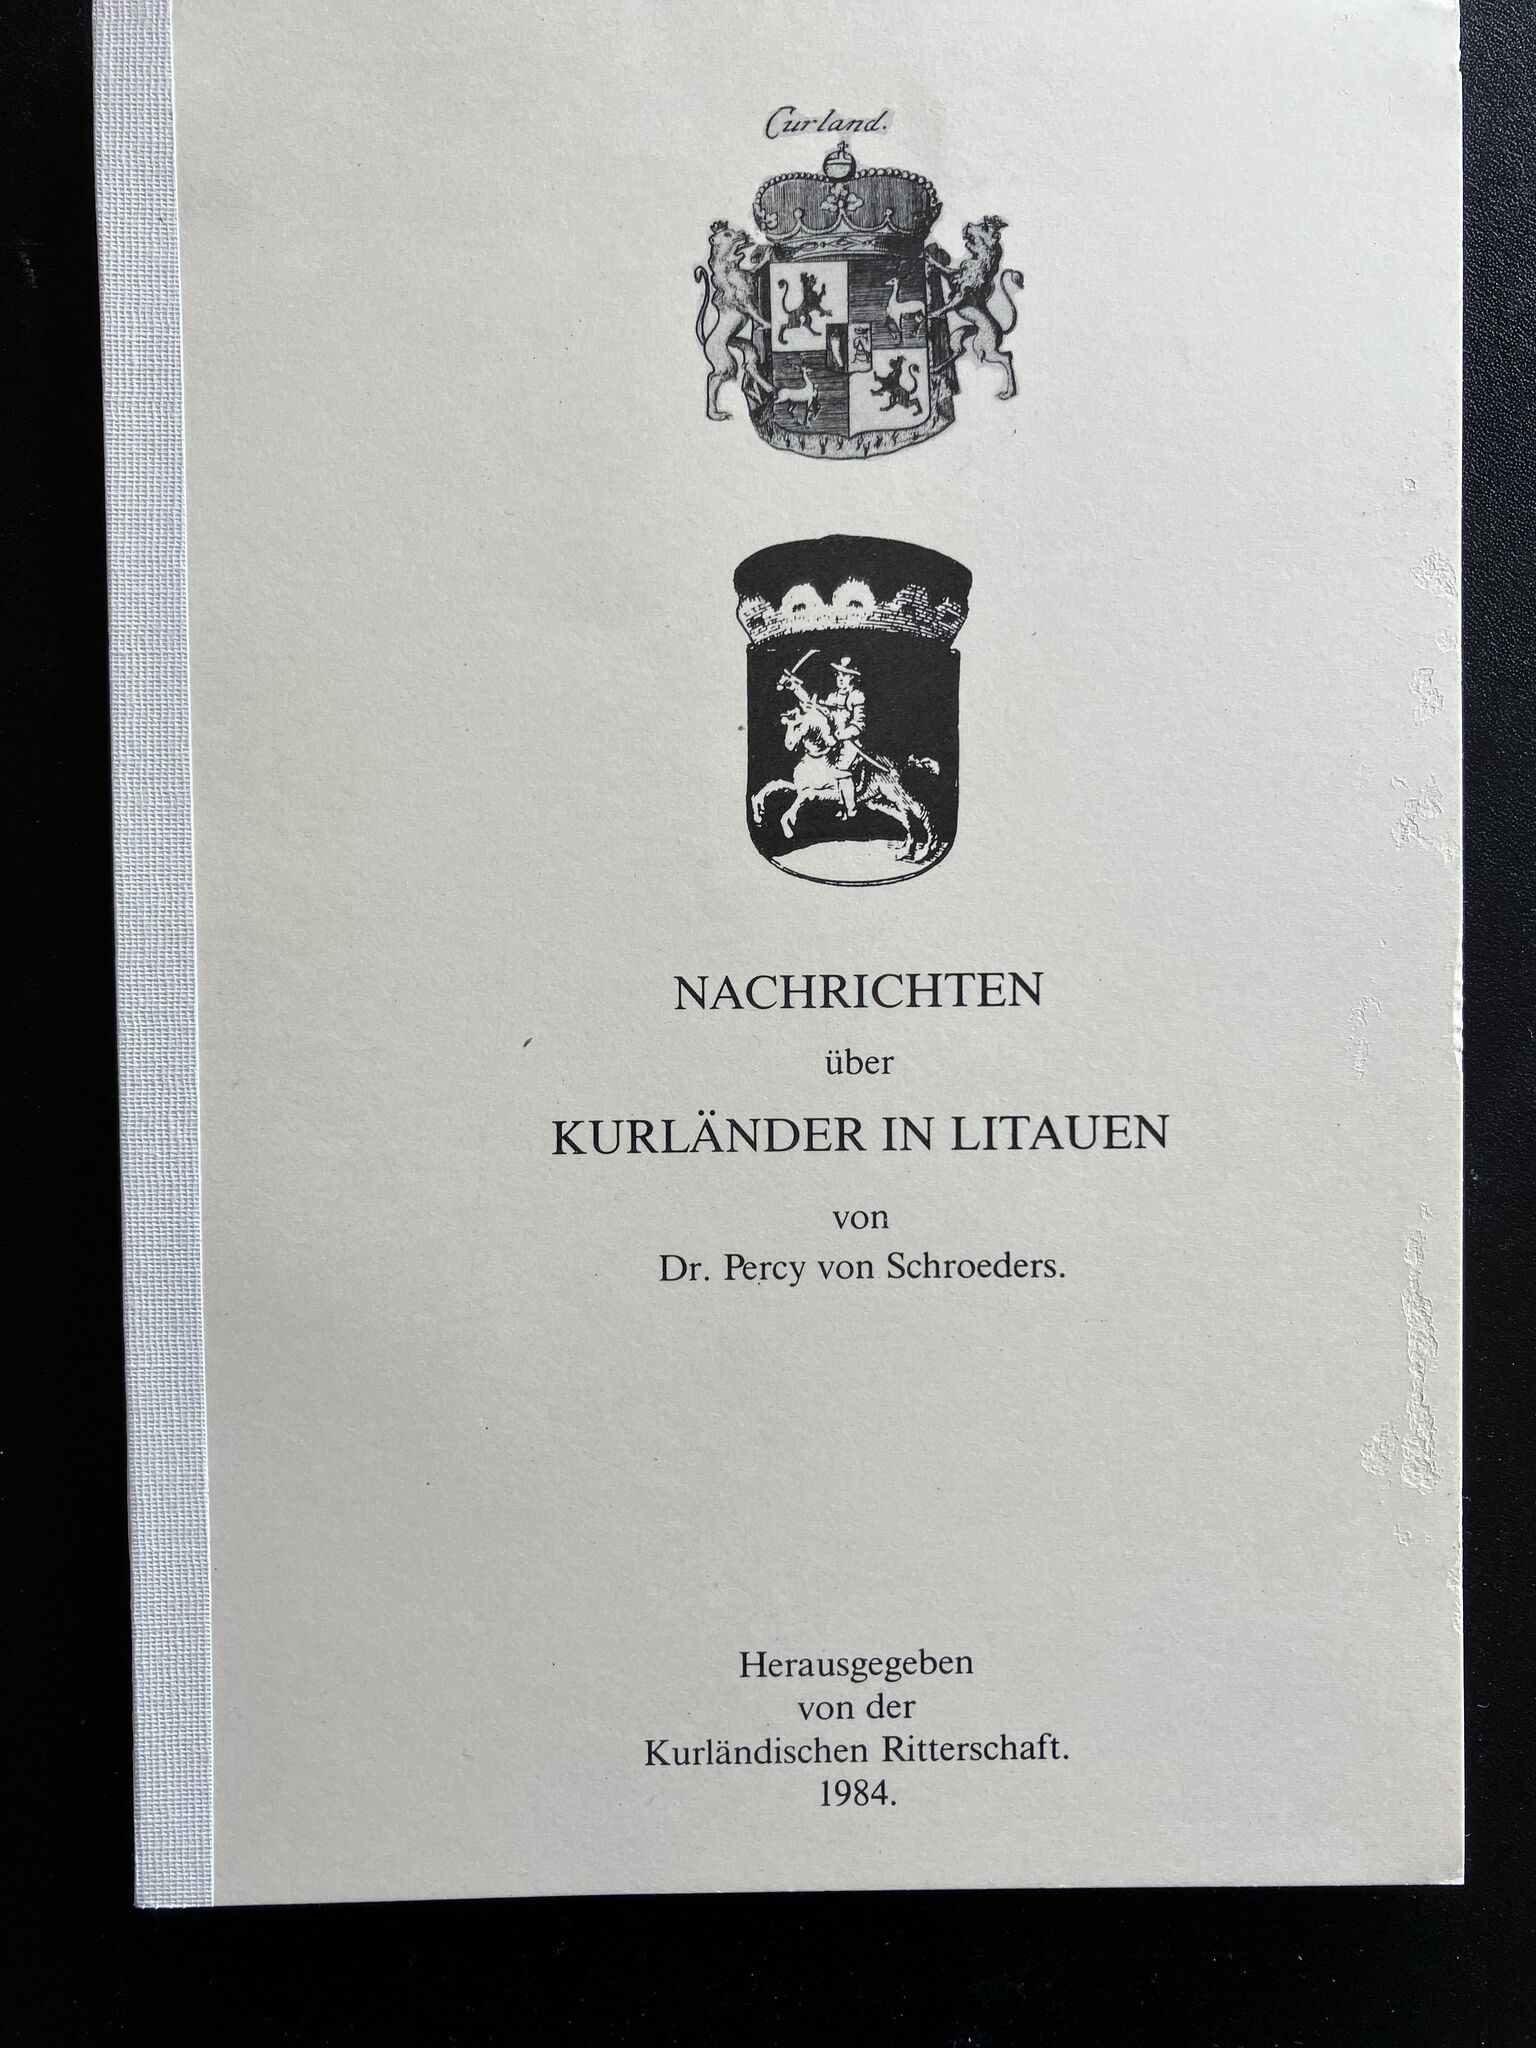 Curland.
NACHRICHTEN
über
KURLÄNDER IN LITAUEN
von
Dr. Percy von Schroeders.
Herausgegeben
von der
Kurländischen Ritterschaft.
1984.